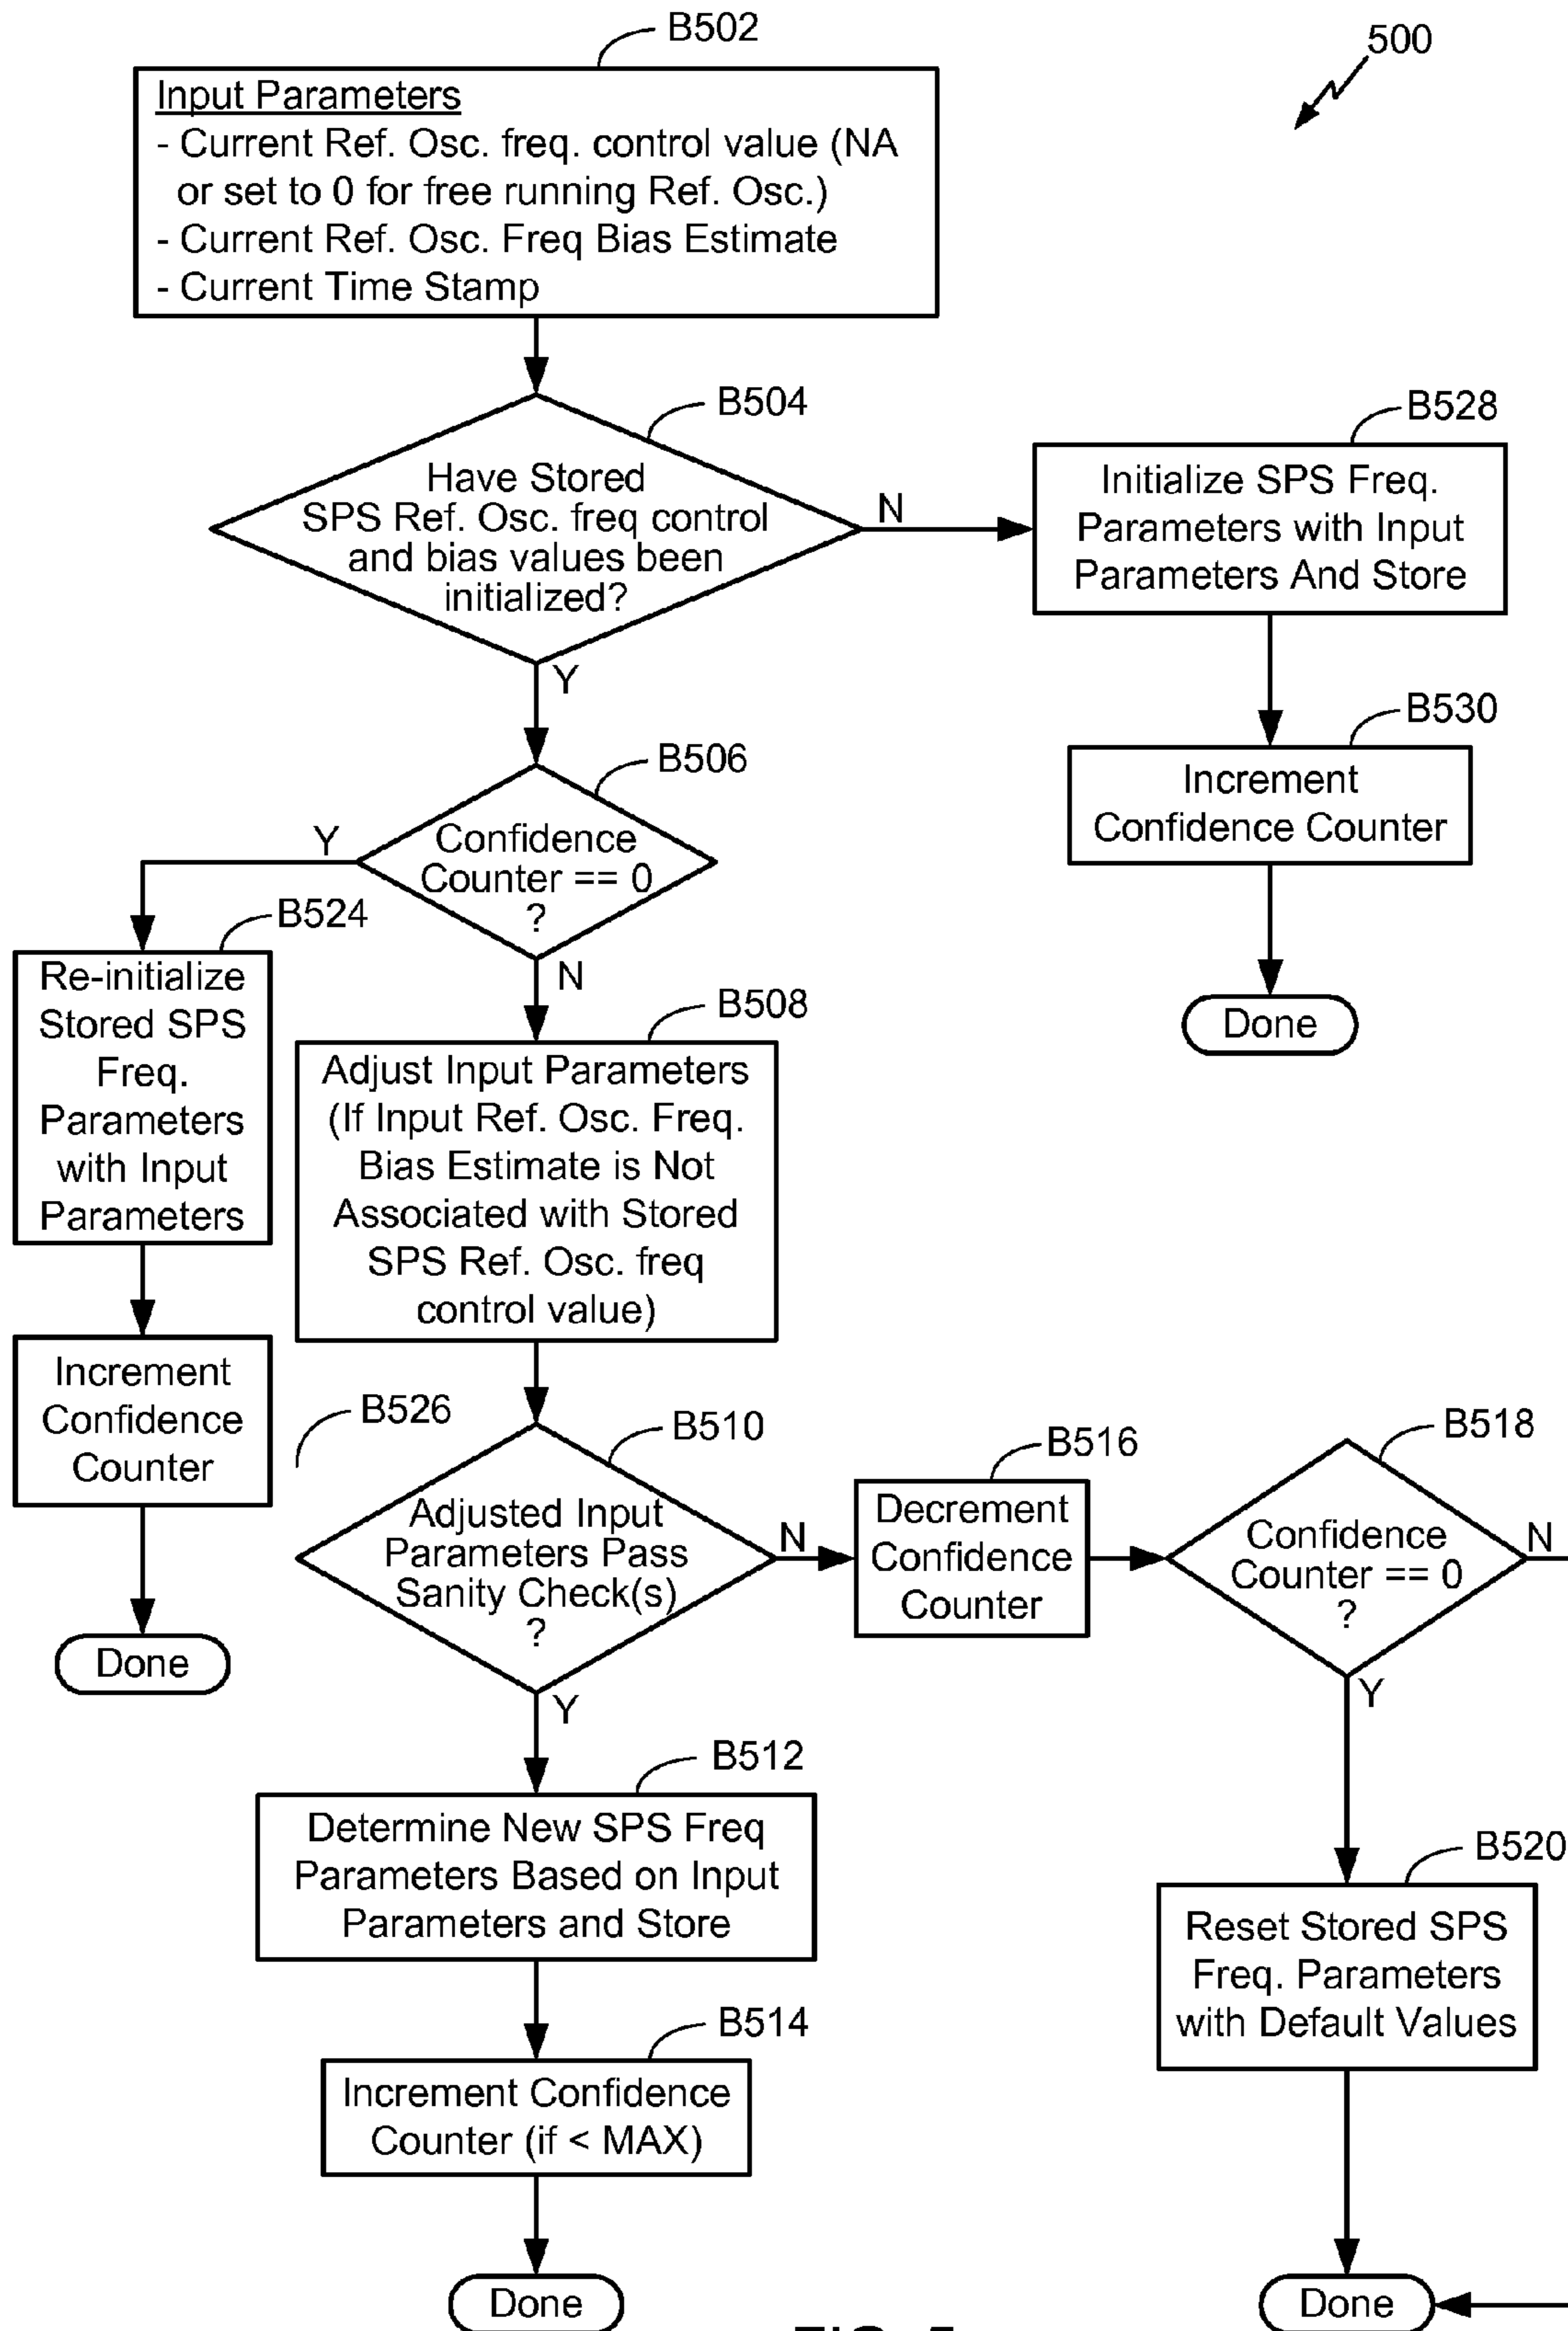 B502
500
Input Parameters
- Current Ref. Osc. freq. control value (NA
or set to 0 for free running Ref. Osc.)
- Current Ref. Osc. Freq Bias Estimate
- Current Time Stamp
B504
Have Stored
SPS Ref. Osc. freq control
and bias values been
initialized?
N
Y
B528
Initialize SPS Freq.
Parameters with Input
Parameters And Store
B530
Increment
Confidence Counter
Done
B506
Confidence
Counter == 0
?
Y
N
B524
Re-initialize
Stored SPS
Freq.
Parameters
with Input
Parameters
B526
Increment
Confidence
Counter
Done
B508
Adjust Input Parameters
(If Input Ref. Osc. Freq.
Bias Estimate is Not
Associated with Stored
SPS Ref. Osc. freq
control value)
B510
Adjusted Input
Parameters Pass
Sanity Check(s)
?
N
Y
B516
Decrement
Confidence
Counter
B518
Confidence
Counter == 0
?
N
Y
B512
Determine New SPS Freq
Parameters Based on Input
Parameters and Store
B520
Reset Stored SPS
Freq. Parameters
with Default Values
B514
Increment Confidence
Counter (if < MAX)
Done
Done